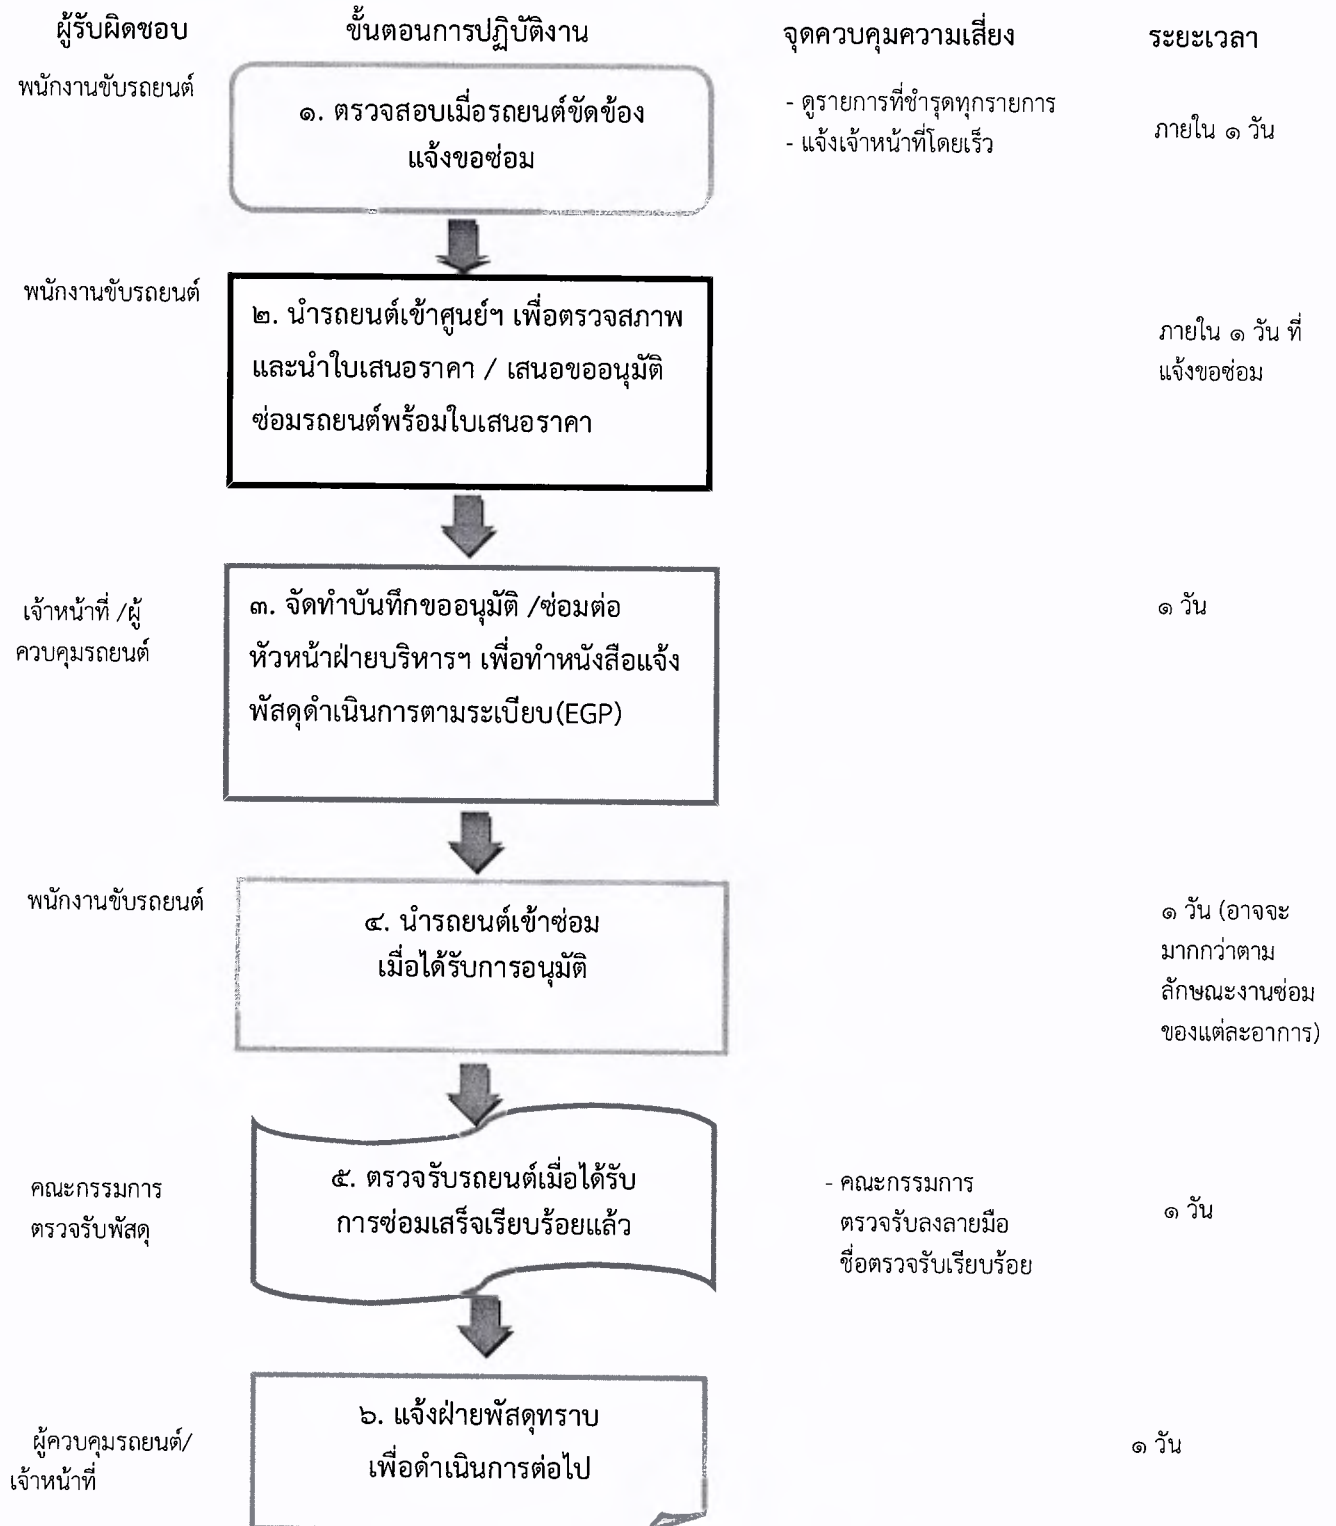 ผู้รับผิดชอบ
ขั้นตอนการปฏิบัติงาน
จุดควบคุมความเสี่ยง
ระยะเวลา
พนักงานขับรถยนต์
๑. ตรวจสอบเมื่อรถยนต์ขัดข้อง
แจ้งขอซ่อม
- ดูรายการที่ชำรุดทุกรายการ
- แจ้งเจ้าหน้าที่โดยเร็ว
ภายใน ๑ วัน
พนักงานขับรถยนต์
๒. นำรถยนต์เข้าศูนย์ฯ เพื่อตรวจสภาพ
และนำใบเสนอราคา / เสนอขออนุมัติ
ซ่อมรถยนต์พร้อมใบเสนอราคา
ภายใน ๑ วัน ที่
แจ้งขอซ่อม
เจ้าหน้าที่ /ผู้
ควบคุมรถยนต์
๓. จัดทำบันทึกขออนุมัติ /ซ่อมต่อ
หัวหน้าฝ่ายบริหารฯ เพื่อทำหนังสือแจ้ง
พัสดุดำเนินการตามระเบียบ(EGP)
๑ วัน
พนักงานขับรถยนต์
๔. นำรถยนต์เข้าซ่อม
เมื่อได้รับการอนุมัติ
๑ วัน (อาจจะ
มากกว่าตาม
ลักษณะงานซ่อม
ของแต่ละอาการ)
คณะกรรมการ
ตรวจรับพัสดุ
๕. ตรวจรับรถยนต์เมื่อได้รับ
การซ่อมเสร็จเรียบร้อยแล้ว
- คณะกรรมการ
ตรวจรับลงลายมือ
ชื่อตรวจรับเรียบร้อย
๑ วัน
ผู้ควบคุมรถยนต์/
เจ้าหน้าที่
๖. แจ้งฝ่ายพัสดุทราบ
เพื่อดำเนินการต่อไป
๑ วัน